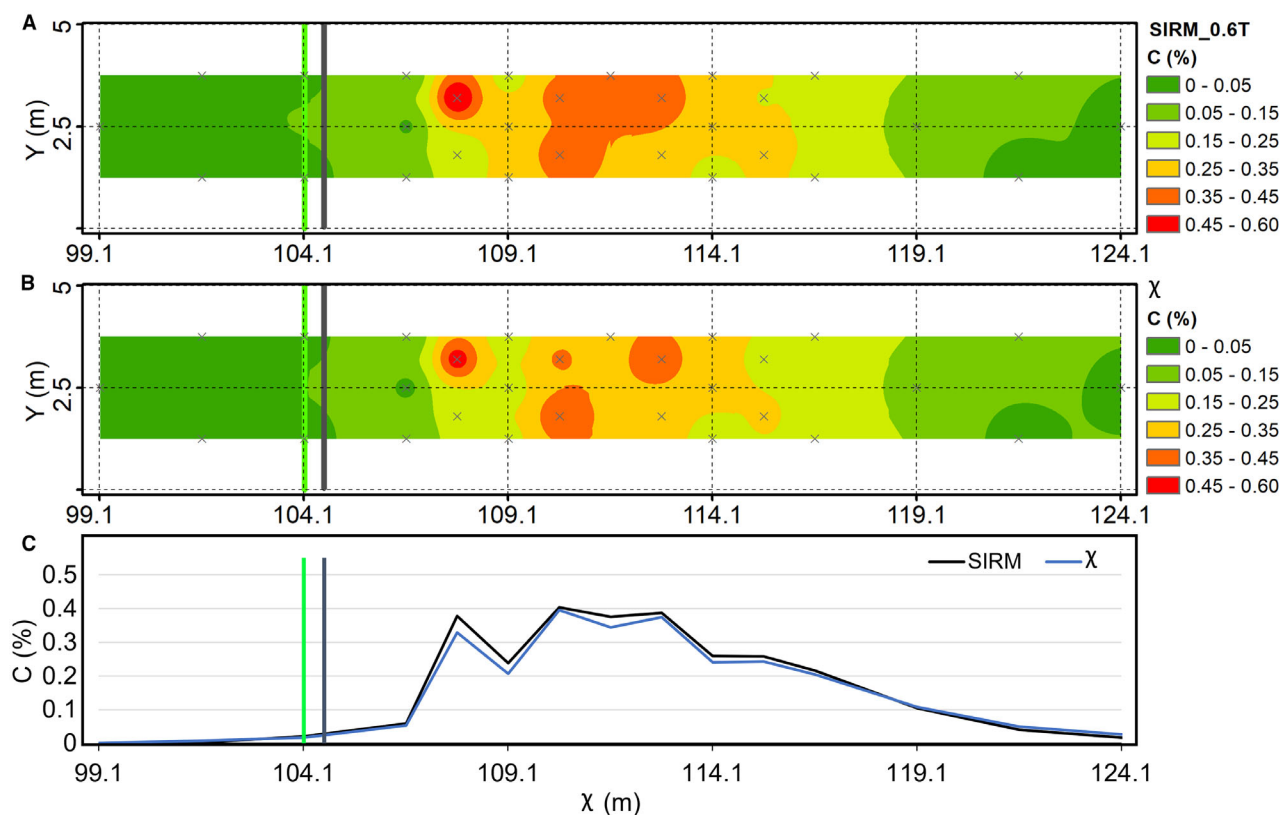 A
5
2.5
Y (m)
99.1 104.1 109.1 114.1 119.1 124.1
SIRM_0.6T
C (%)
0 - 0.05
0.05 - 0.15
0.15 - 0.25
0.25 - 0.35
0.35 - 0.45
0.45 - 0.60
B
5
2.5
Y (m)
99.1 104.1 109.1 114.1 119.1 124.1
χ
C (%)
0 - 0.05
0.05 - 0.15
0.15 - 0.25
0.25 - 0.35
0.35 - 0.45
0.45 - 0.60
C
SIRM χ
0.5
0.4
0.3
0.2
0.1
0
C (%)
99.1 104.1 109.1 114.1 119.1 124.1
χ (m)